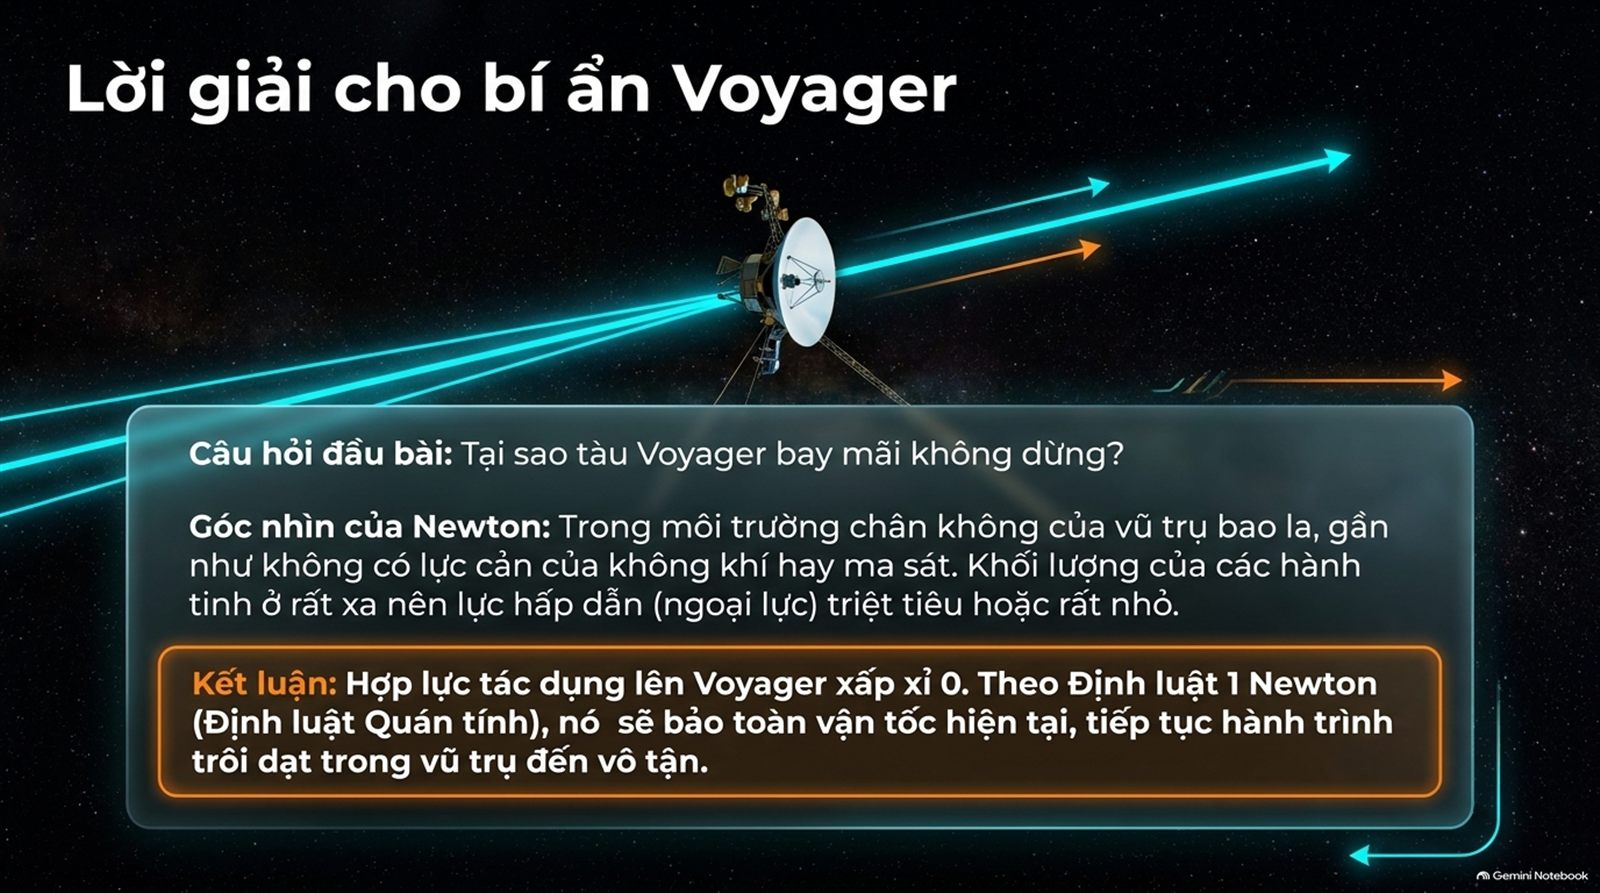 Lời giải cho bí ẩn Voyager
Câu hỏi đầu bài: Tại sao tàu Voyager bay mãi không dừng?
Góc nhìn của Newton: Trong môi trường chân không của vũ trụ bao la, gần
như không có lực cản của không khí hay ma sát. Khối lượng của các hành
tinh ở rất xa nên lực hấp dẫn (ngoại lực) triệt tiêu hoặc rất nhỏ.
Kết luận: Hợp lực tác dụng lên Voyager xấp xỉ 0. Theo Định luật 1 Newton
(Định luật Quán tính), nó sẽ bảo toàn vận tốc hiện tại, tiếp tục hành trình
trôi dạt trong vũ trụ đến vô tận.
Gemini Notebook